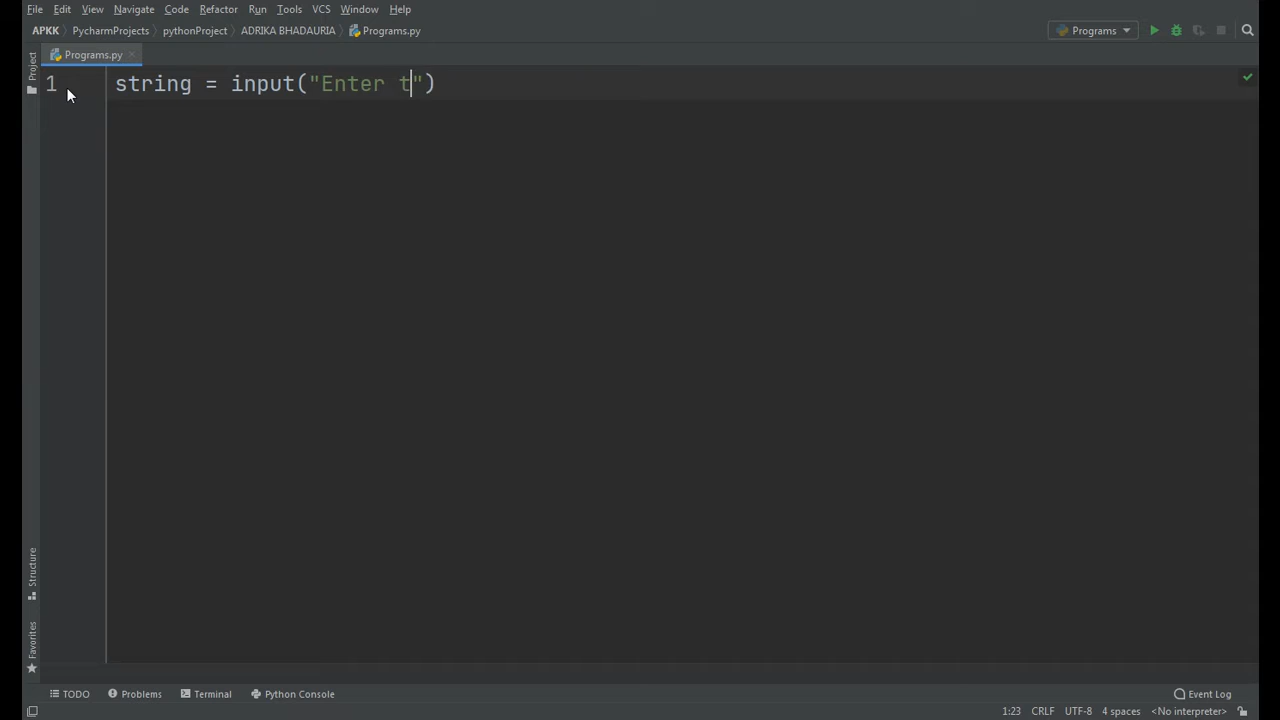 File Edit View Navigate Code Refactor Run Tools VCS Window Help
APKK PycharmProjects pythonProject ADRIKA BHADAURIA Programs.py Programs
Programs.py
Project
1 string = input("Enter t")
Structure
Favorites
TODO Problems Terminal Python Console Event Log
1:23 CRLF UTF-8 4 spaces <No interpreter>